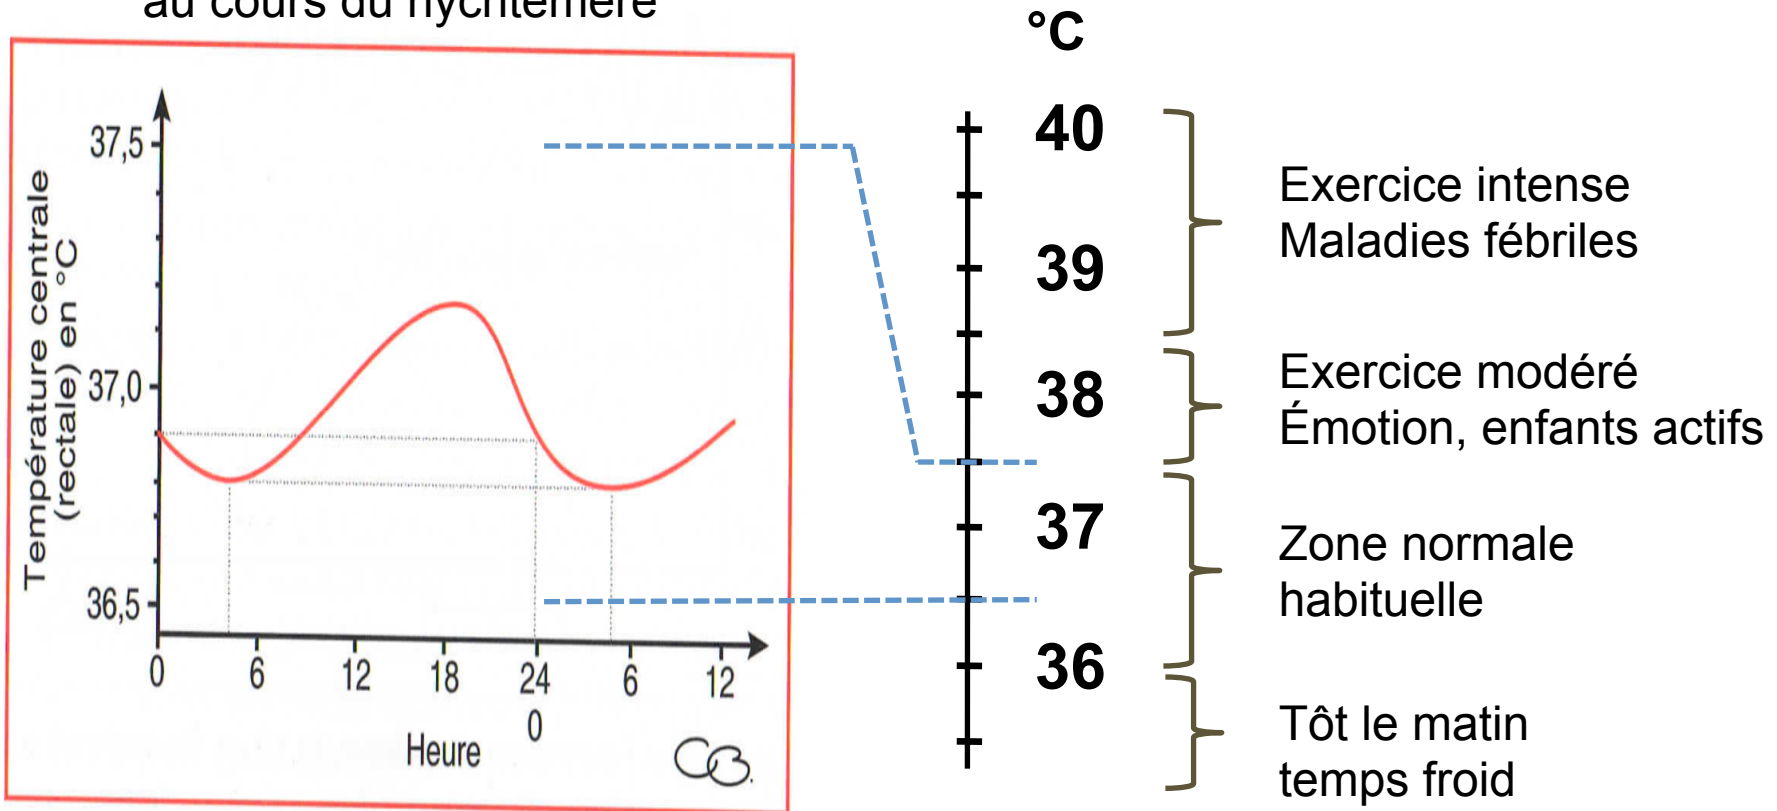 au cours du nycthémère
°C
37,5
37,0
36,5
Température centrale
(rectale) en °C
0
6
12
18
24
6
12
0
Heure
CB.
40
39
38
37
36
Exercice intense
Maladies fébriles
Exercice modéré
Émotion, enfants actifs
Zone normale
habituelle
Tôt le matin
temps froid